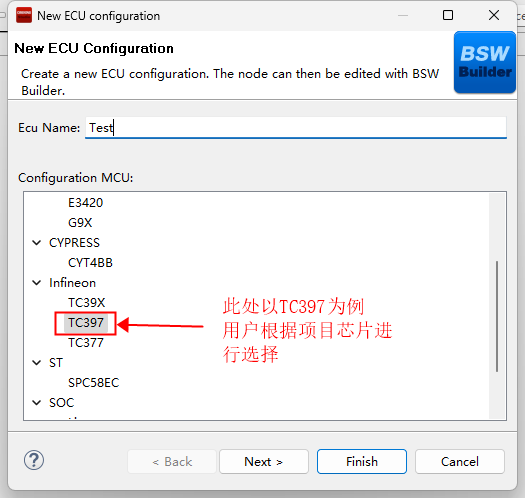 New ECU configuration
New ECU Configuration
Create a new ECU configuration. The node can then be edited with BSW
Builder.
BSW
Builder
Ecu Name: Test
Configuration MCU:
E3420
G9X
CYPRESS
CYT4BB
Infineon
TC39X
TC397
TC377
ST
SPC58EC
SOC
此处以TC397为例
用户根据项目芯片进
行选择
< Back
Next >
Finish
Cancel